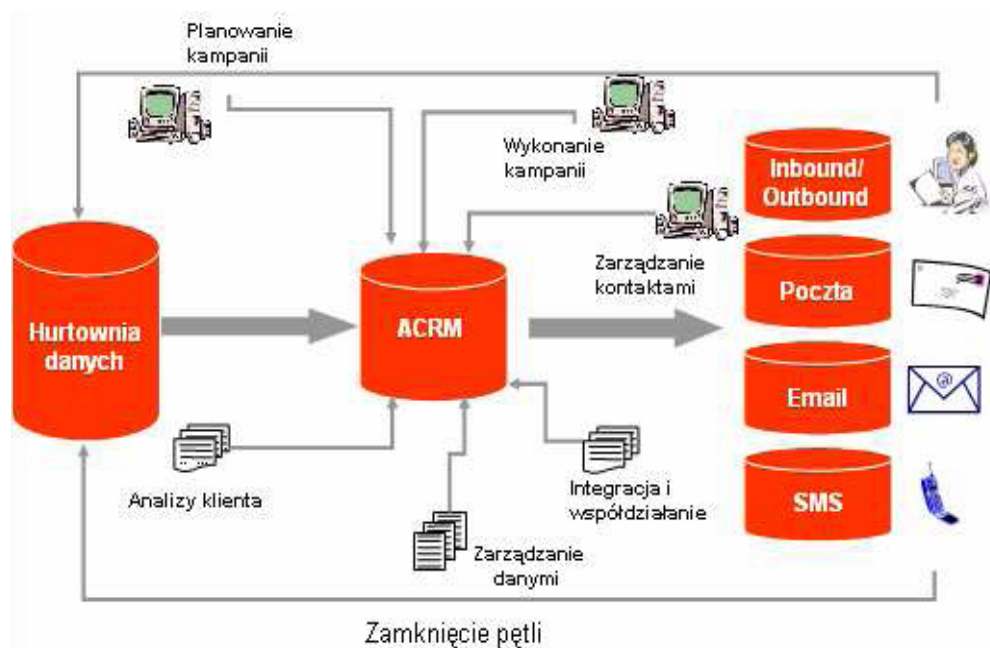 Planowanie
kampanii
Wykonanie
kampanii
Inbound/
Outbound
Zarządzanie
kontaktami
Poczta
Hurtownia
danych
ACRM
Email
@
Analizy klienta
Integracja i
współdziałanie
SMS
Zarządzanie
danymi
Zamknięcie pętli